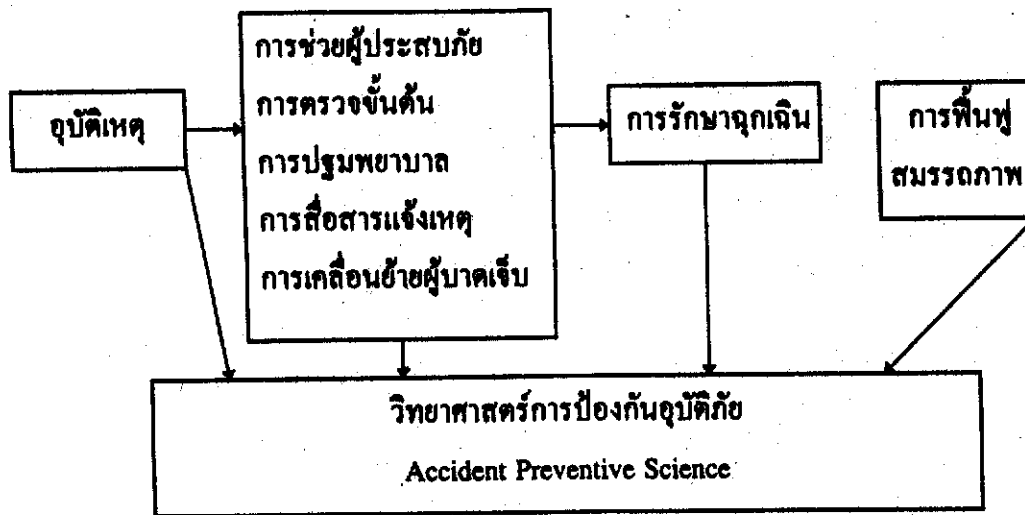 อุบัติเหตุ
การช่วยผู้ประสบภัย
การตรวจขั้นต้น
การปฐมพยาบาล
การสื่อสารแจ้งเหตุ
การเคลื่อนย้ายผู้บาดเจ็บ
การรักษาฉุกเฉิน
การฟื้นฟู
สมรรถภาพ
วิทยาศาสตร์การป้องกันอุบัติภัย
Accident Preventive Science